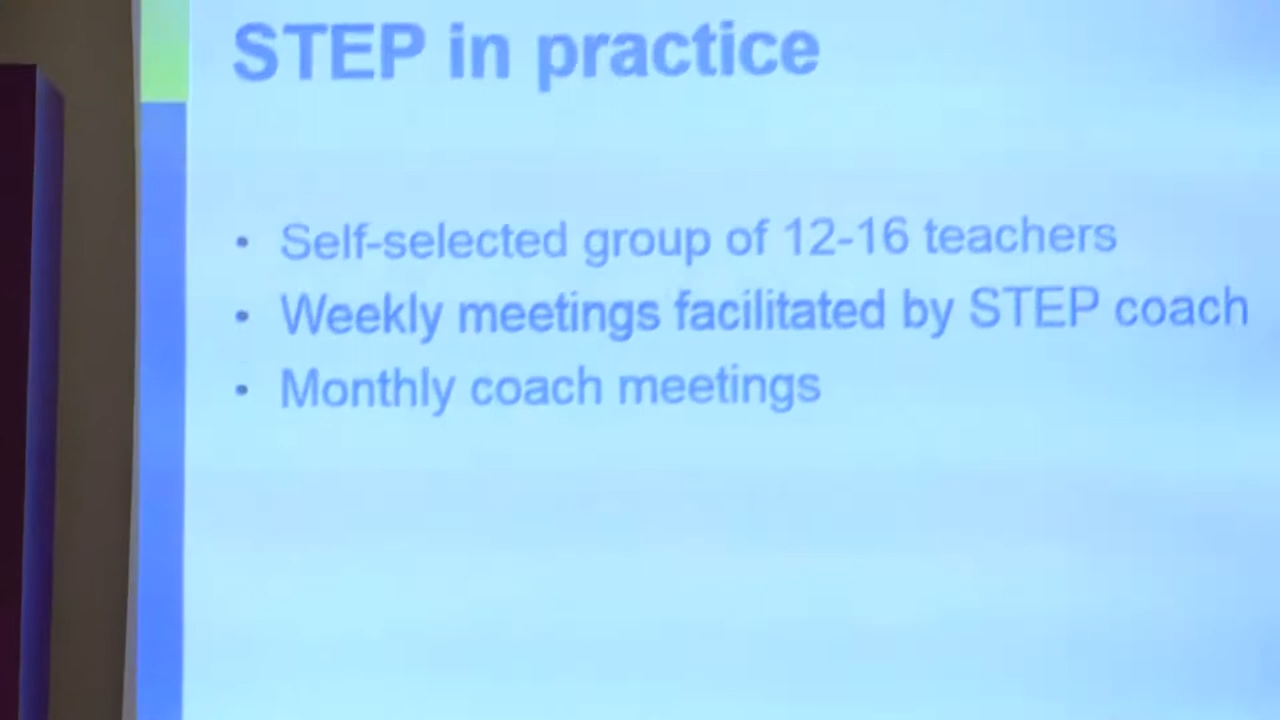 STEP in practice
• Self-selected group of 12-16 teachers
• Weekly meetings facilitated by STEP coach
• Monthly coach meetings